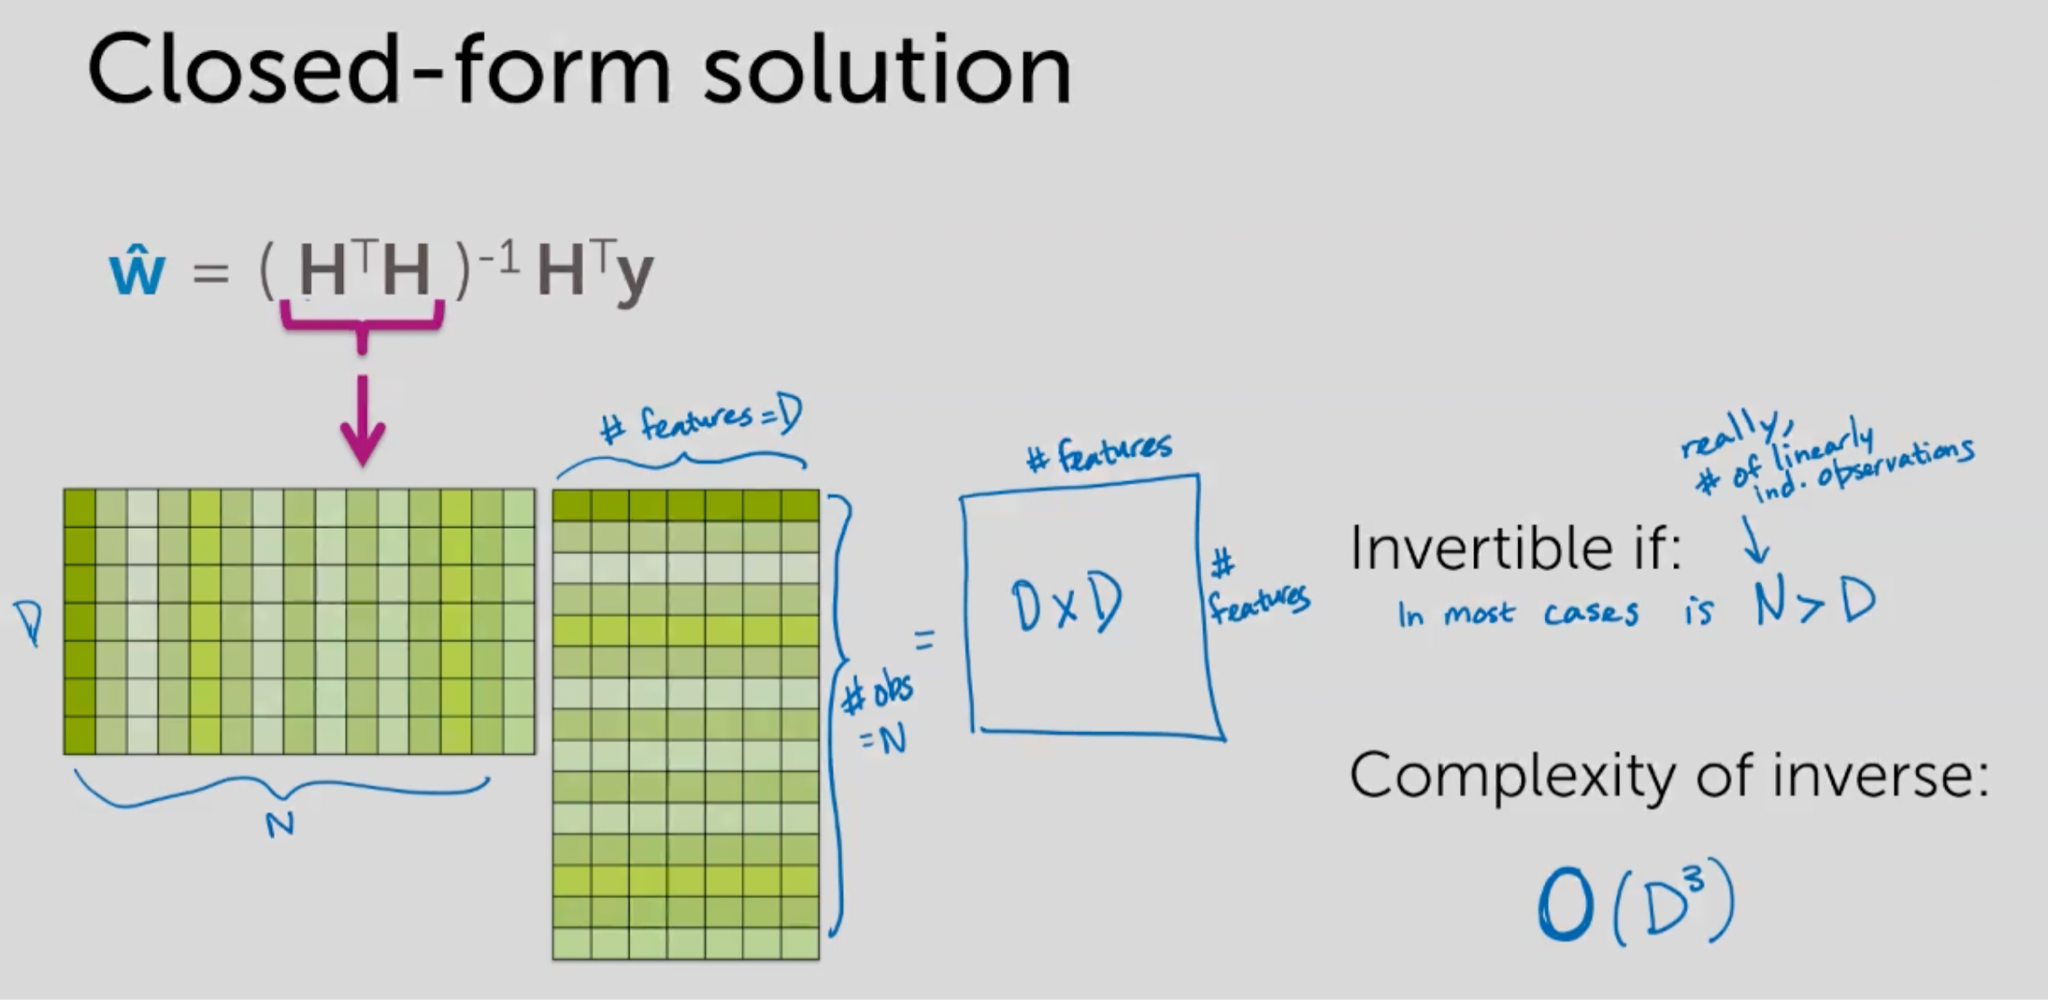 Closed-form solution
ŵ = ( HᵀH )⁻¹ Hᵀy
# features = D
D
N
# obs
= N
=
# features
D x D
#
features
really,
# of linearly
ind. observations
Invertible if:
In most cases is N > D
Complexity of inverse:
O(D³)